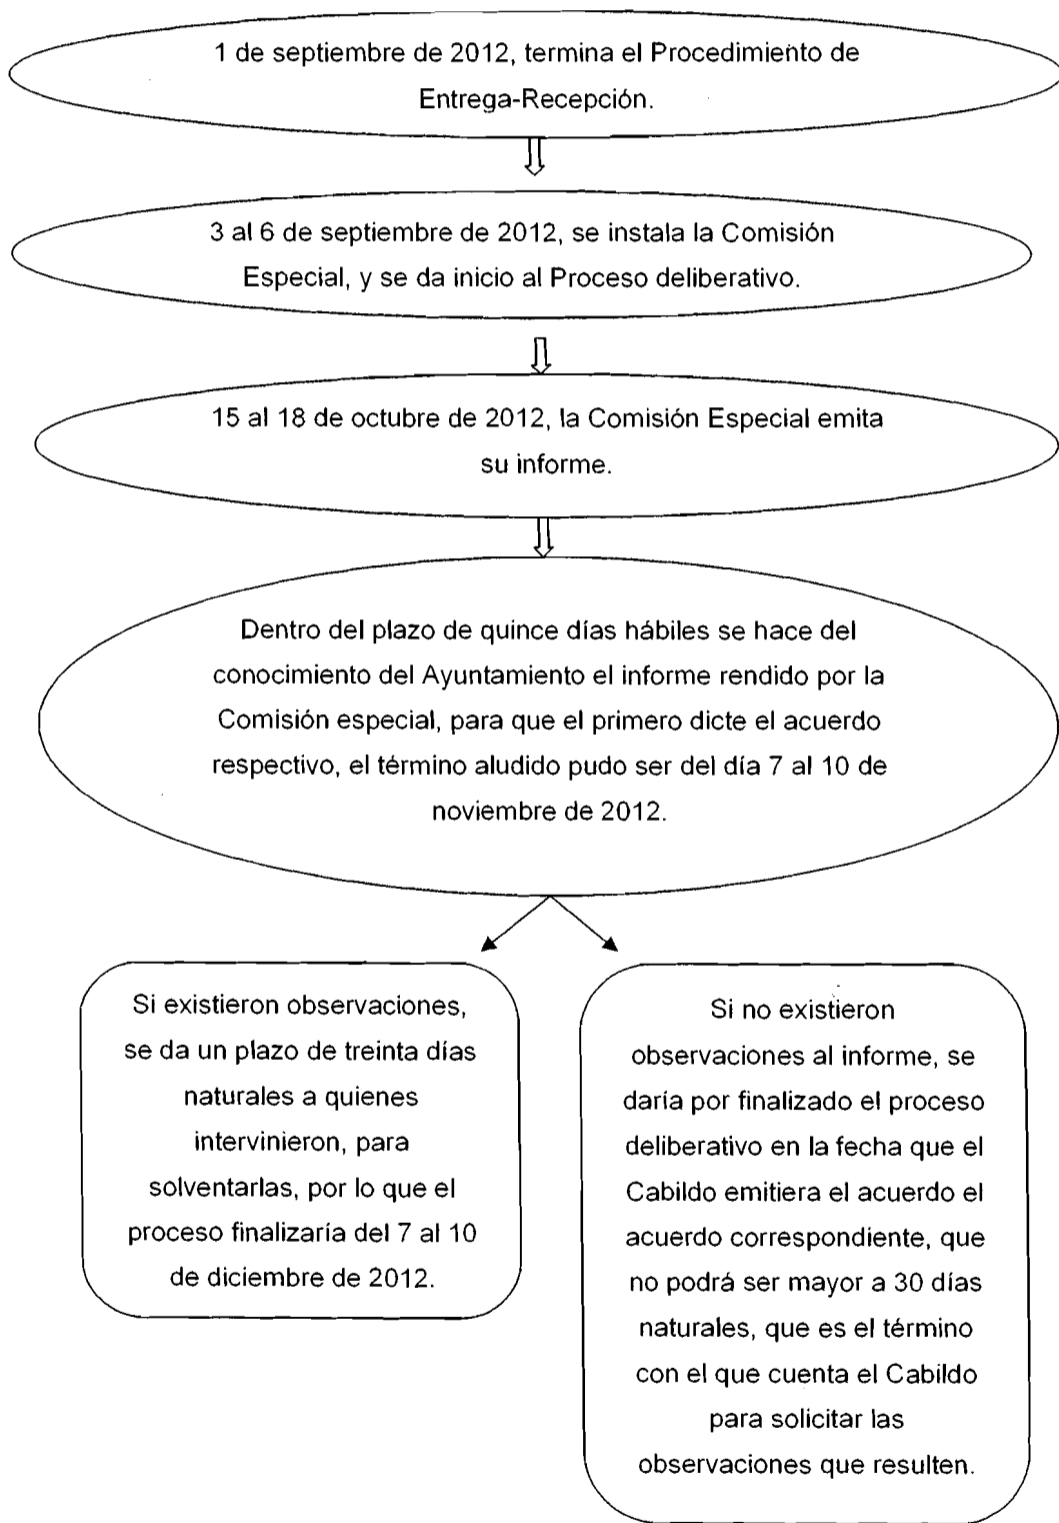 1 de septiembre de 2012, termina el Procedimiento de
Entrega-Recepción.
3 al 6 de septiembre de 2012, se instala la Comisión
Especial, y se da inicio al Proceso deliberativo.
15 al 18 de octubre de 2012, la Comisión Especial emita
su informe.
Dentro del plazo de quince días hábiles se hace del
conocimiento del Ayuntamiento el informe rendido por la
Comisión especial, para que el primero dicte el acuerdo
respectivo, el término aludido pudo ser del día 7 al 10 de
noviembre de 2012.
Si existieron observaciones,
se da un plazo de treinta días
naturales a quienes
intervinieron, para
solventarlas, por lo que el
proceso finalizaría del 7 al 10
de diciembre de 2012.
Si no existieron
observaciones al informe, se
daría por finalizado el proceso
deliberativo en la fecha que el
Cabildo emitiera el acuerdo el
acuerdo correspondiente, que
no podrá ser mayor a 30 días
naturales, que es el término
con el que cuenta el Cabildo
para solicitar las
observaciones que resulten.